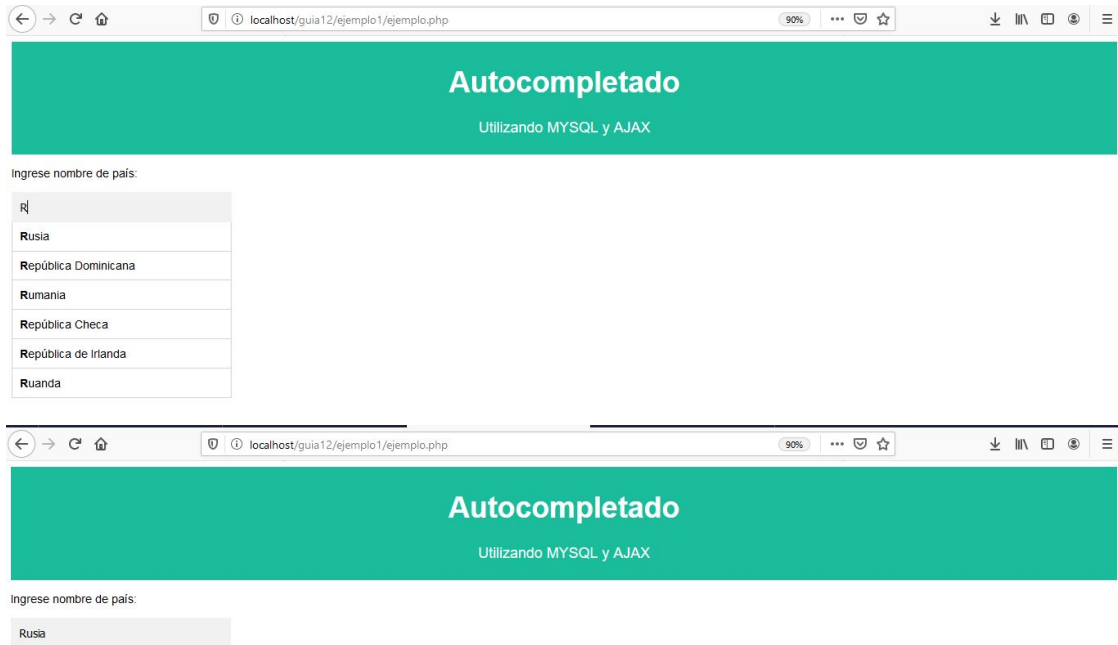 localhost/guia12/ejemplo1/ejemplo.php 90%
Autocompletado
Utilizando MYSQL y AJAX
Ingrese nombre de país:
R
Rusia
República Dominicana
Rumania
República Checa
República de Irlanda
Ruanda
localhost/guia12/ejemplo1/ejemplo.php 90%
Autocompletado
Utilizando MYSQL y AJAX
Ingrese nombre de país:
Rusia